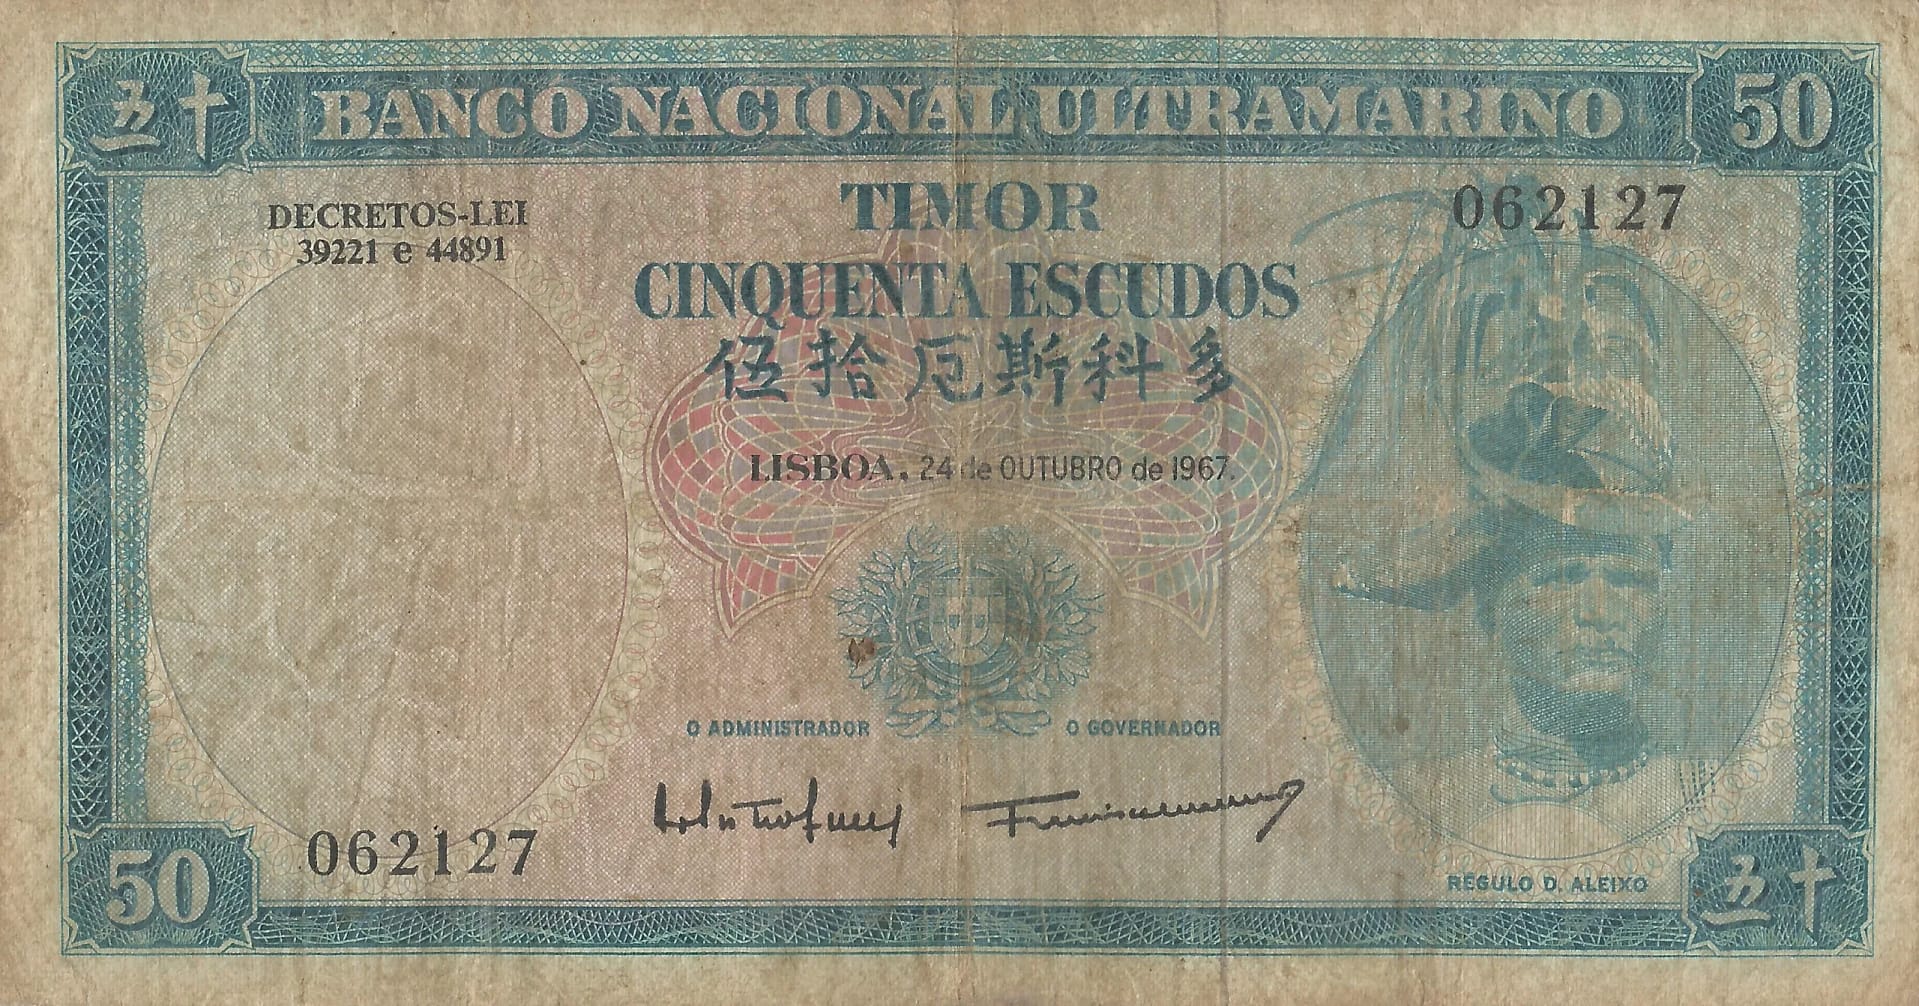 五十
BANCO NACIONAL ULTRAMARINO
50
DECRETOS-LEI
39221 e 44891
TIMOR
062127
CINQUENTA ESCUDOS
伍拾厄斯科多
LISBOA, 24 de OUTUBRO de 1967.
O ADMINISTRADOR
O GOVERNADOR
062127
RÉGULO D. ALEIXO
50
五十